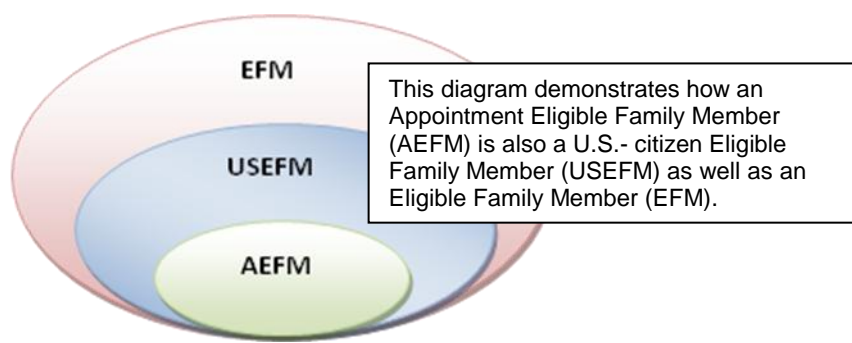 EFM
This diagram demonstrates how an
Appointment Eligible Family Member
(AEFM) is also a U.S.- citizen Eligible
Family Member (USEFM) as well as an
Eligible Family Member (EFM).
USEFM
AEFM